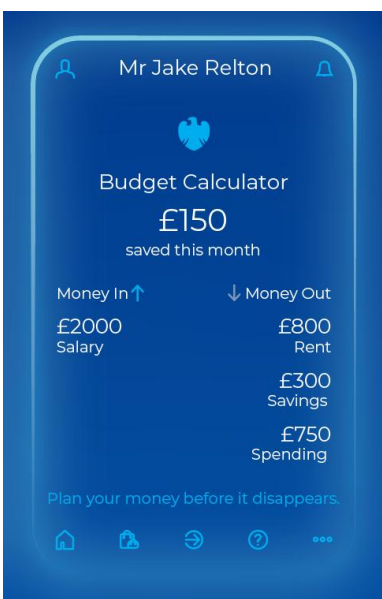 Mr Jake Relton
Budget Calculator
£150
saved this month
Money In↑ ↓ Money Out
£2000 £800
Salary Rent
£300
Savings
£750
Spending
Plan your money before it disappears.